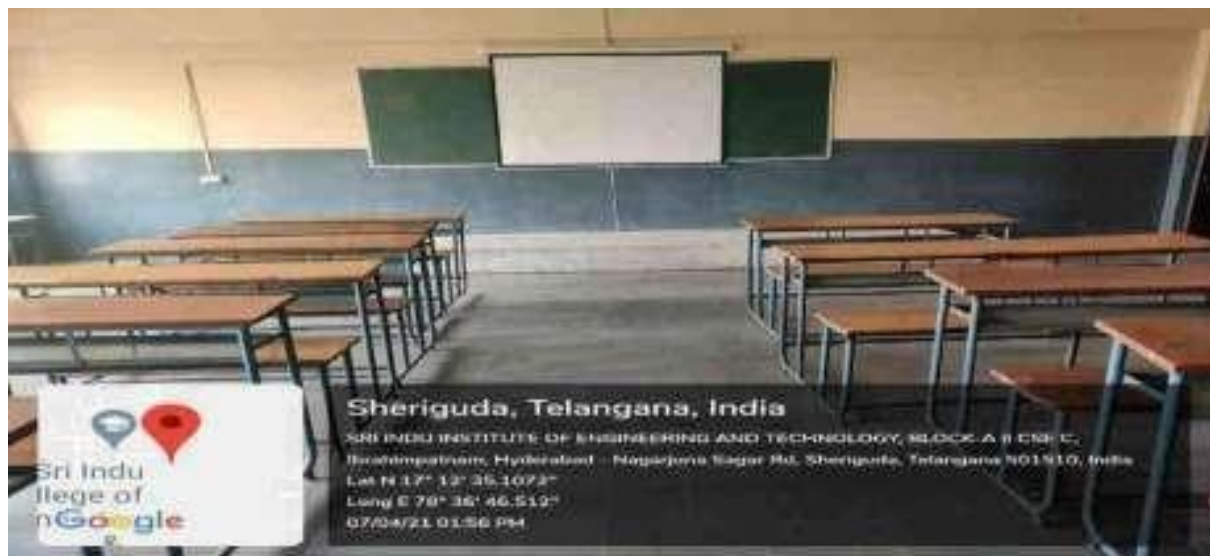 Sri Indu
llege of
n Google
e
Sheriguda, Telangana, India
SRI INDU INSTITUTE OF ENGINEERING AND TECHNOLOGY, BLOCK-A II CSE C,
Ibrahimpatnam, Hyderabad - Nagarjuna Sagar Rd, Sheriguda, Telangana 501510, India
Lat N 17° 12' 35.1073"
Long E 78° 36' 46.512"
07/04/21 01:56 PM